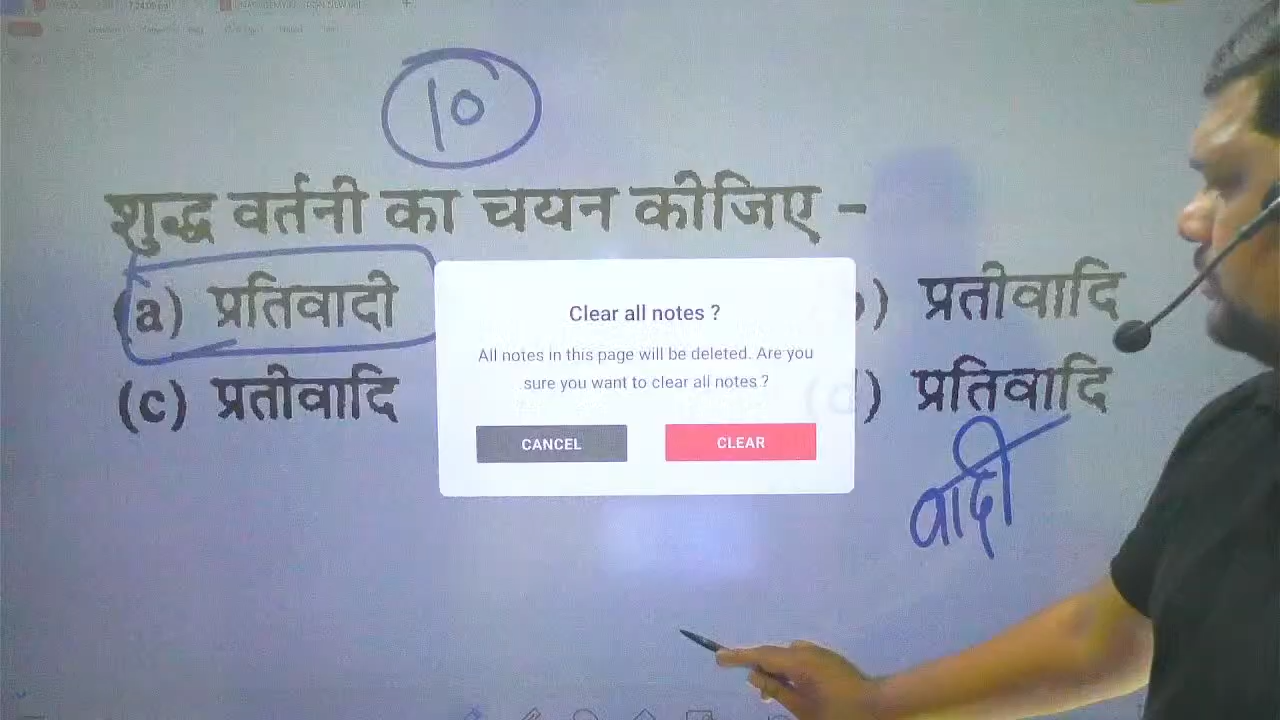 10
शुद्ध वर्तनी का चयन कीजिए -
(a) प्रतिवादी
(b) प्रतीवादि
(c) प्रतीवादि
(d) प्रतिवादि
वादी
Clear all notes ?
All notes in this page will be deleted. Are you
sure you want to clear all notes ?
CANCEL
CLEAR